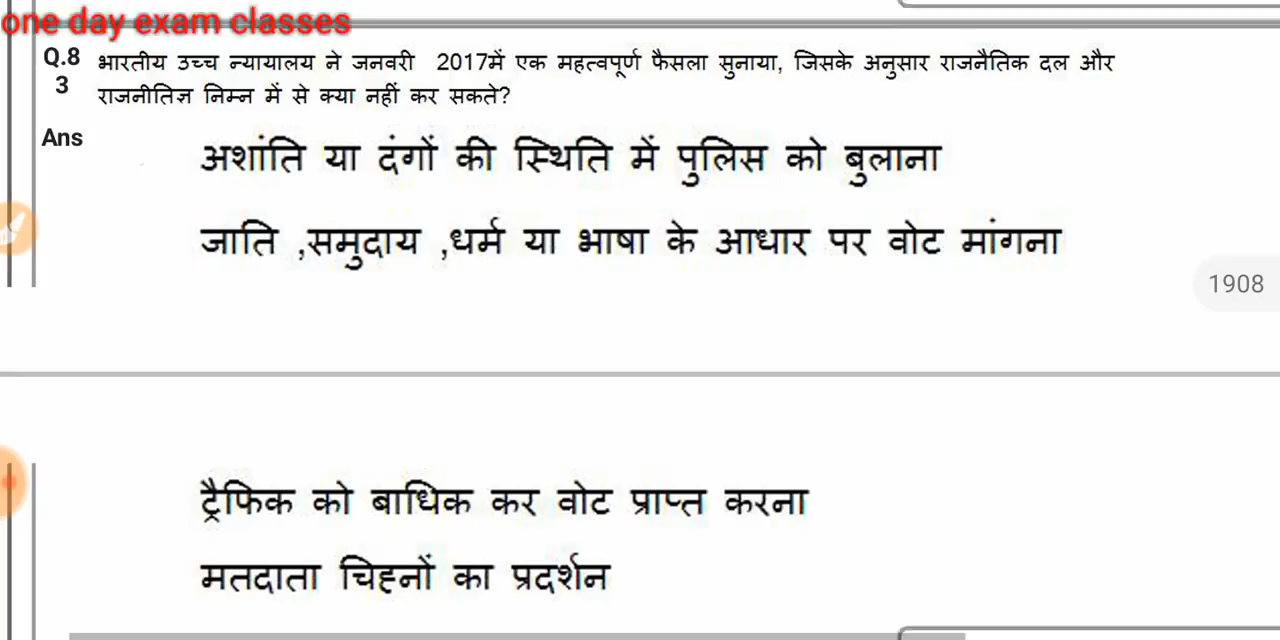 one day exam classes
Q.8 भारतीय उच्च न्यायालय ने जनवरी 2017में एक महत्वपूर्ण फैसला सुनाया, जिसके अनुसार राजनैतिक दल और
3 राजनीतिज्ञ निम्न में से क्या नहीं कर सकते?
Ans
अशांति या दंगों की स्थिति में पुलिस को बुलाना
जाति ,समुदाय ,धर्म या भाषा के आधार पर वोट मांगना
1908
ट्रैफिक को बाधिक कर वोट प्राप्त करना
मतदाता चिह्नों का प्रदर्शन